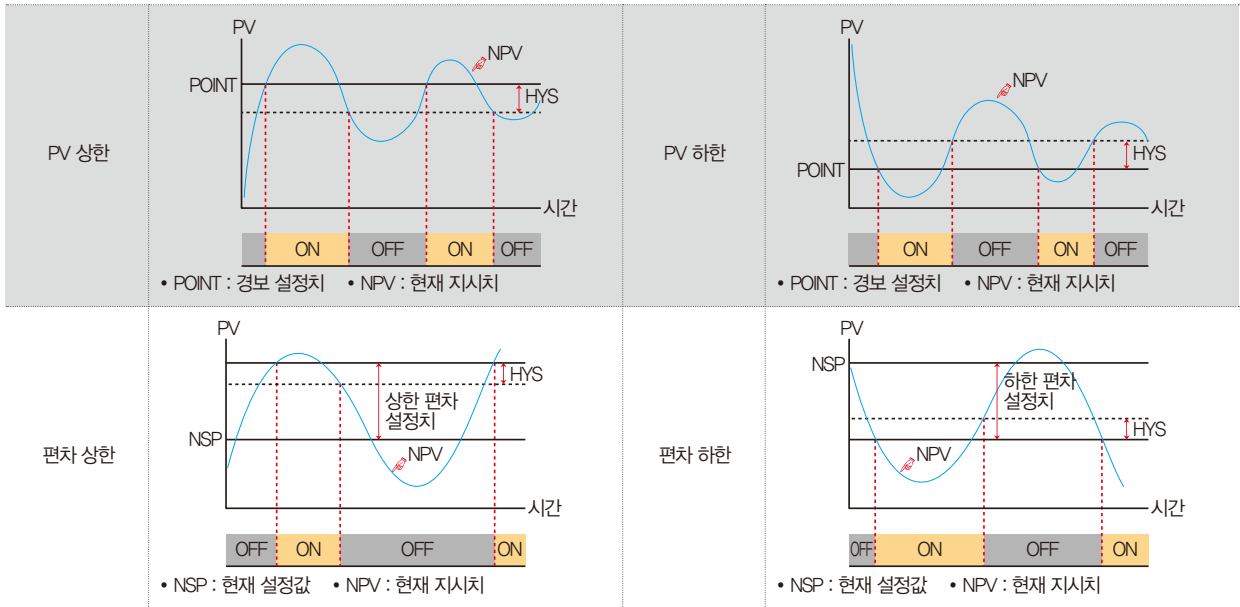 PV 상한
PV
NPV
POINT
HYS
시간
ON OFF ON OFF
• POINT : 경보 설정치 • NPV : 현재 지시치
PV 하한
PV
NPV
HYS
POINT
시간
ON OFF ON OFF
• POINT : 경보 설정치 • NPV : 현재 지시치
편차 상한
PV
HYS
상한 편차
설정치
NSP
NPV
시간
OFF ON OFF ON
• NSP : 현재 설정값 • NPV : 현재 지시치
편차 하한
PV
NSP
하한 편차
설정치
HYS
NPV
시간
OFF ON OFF ON
• NSP : 현재 설정값 • NPV : 현재 지시치